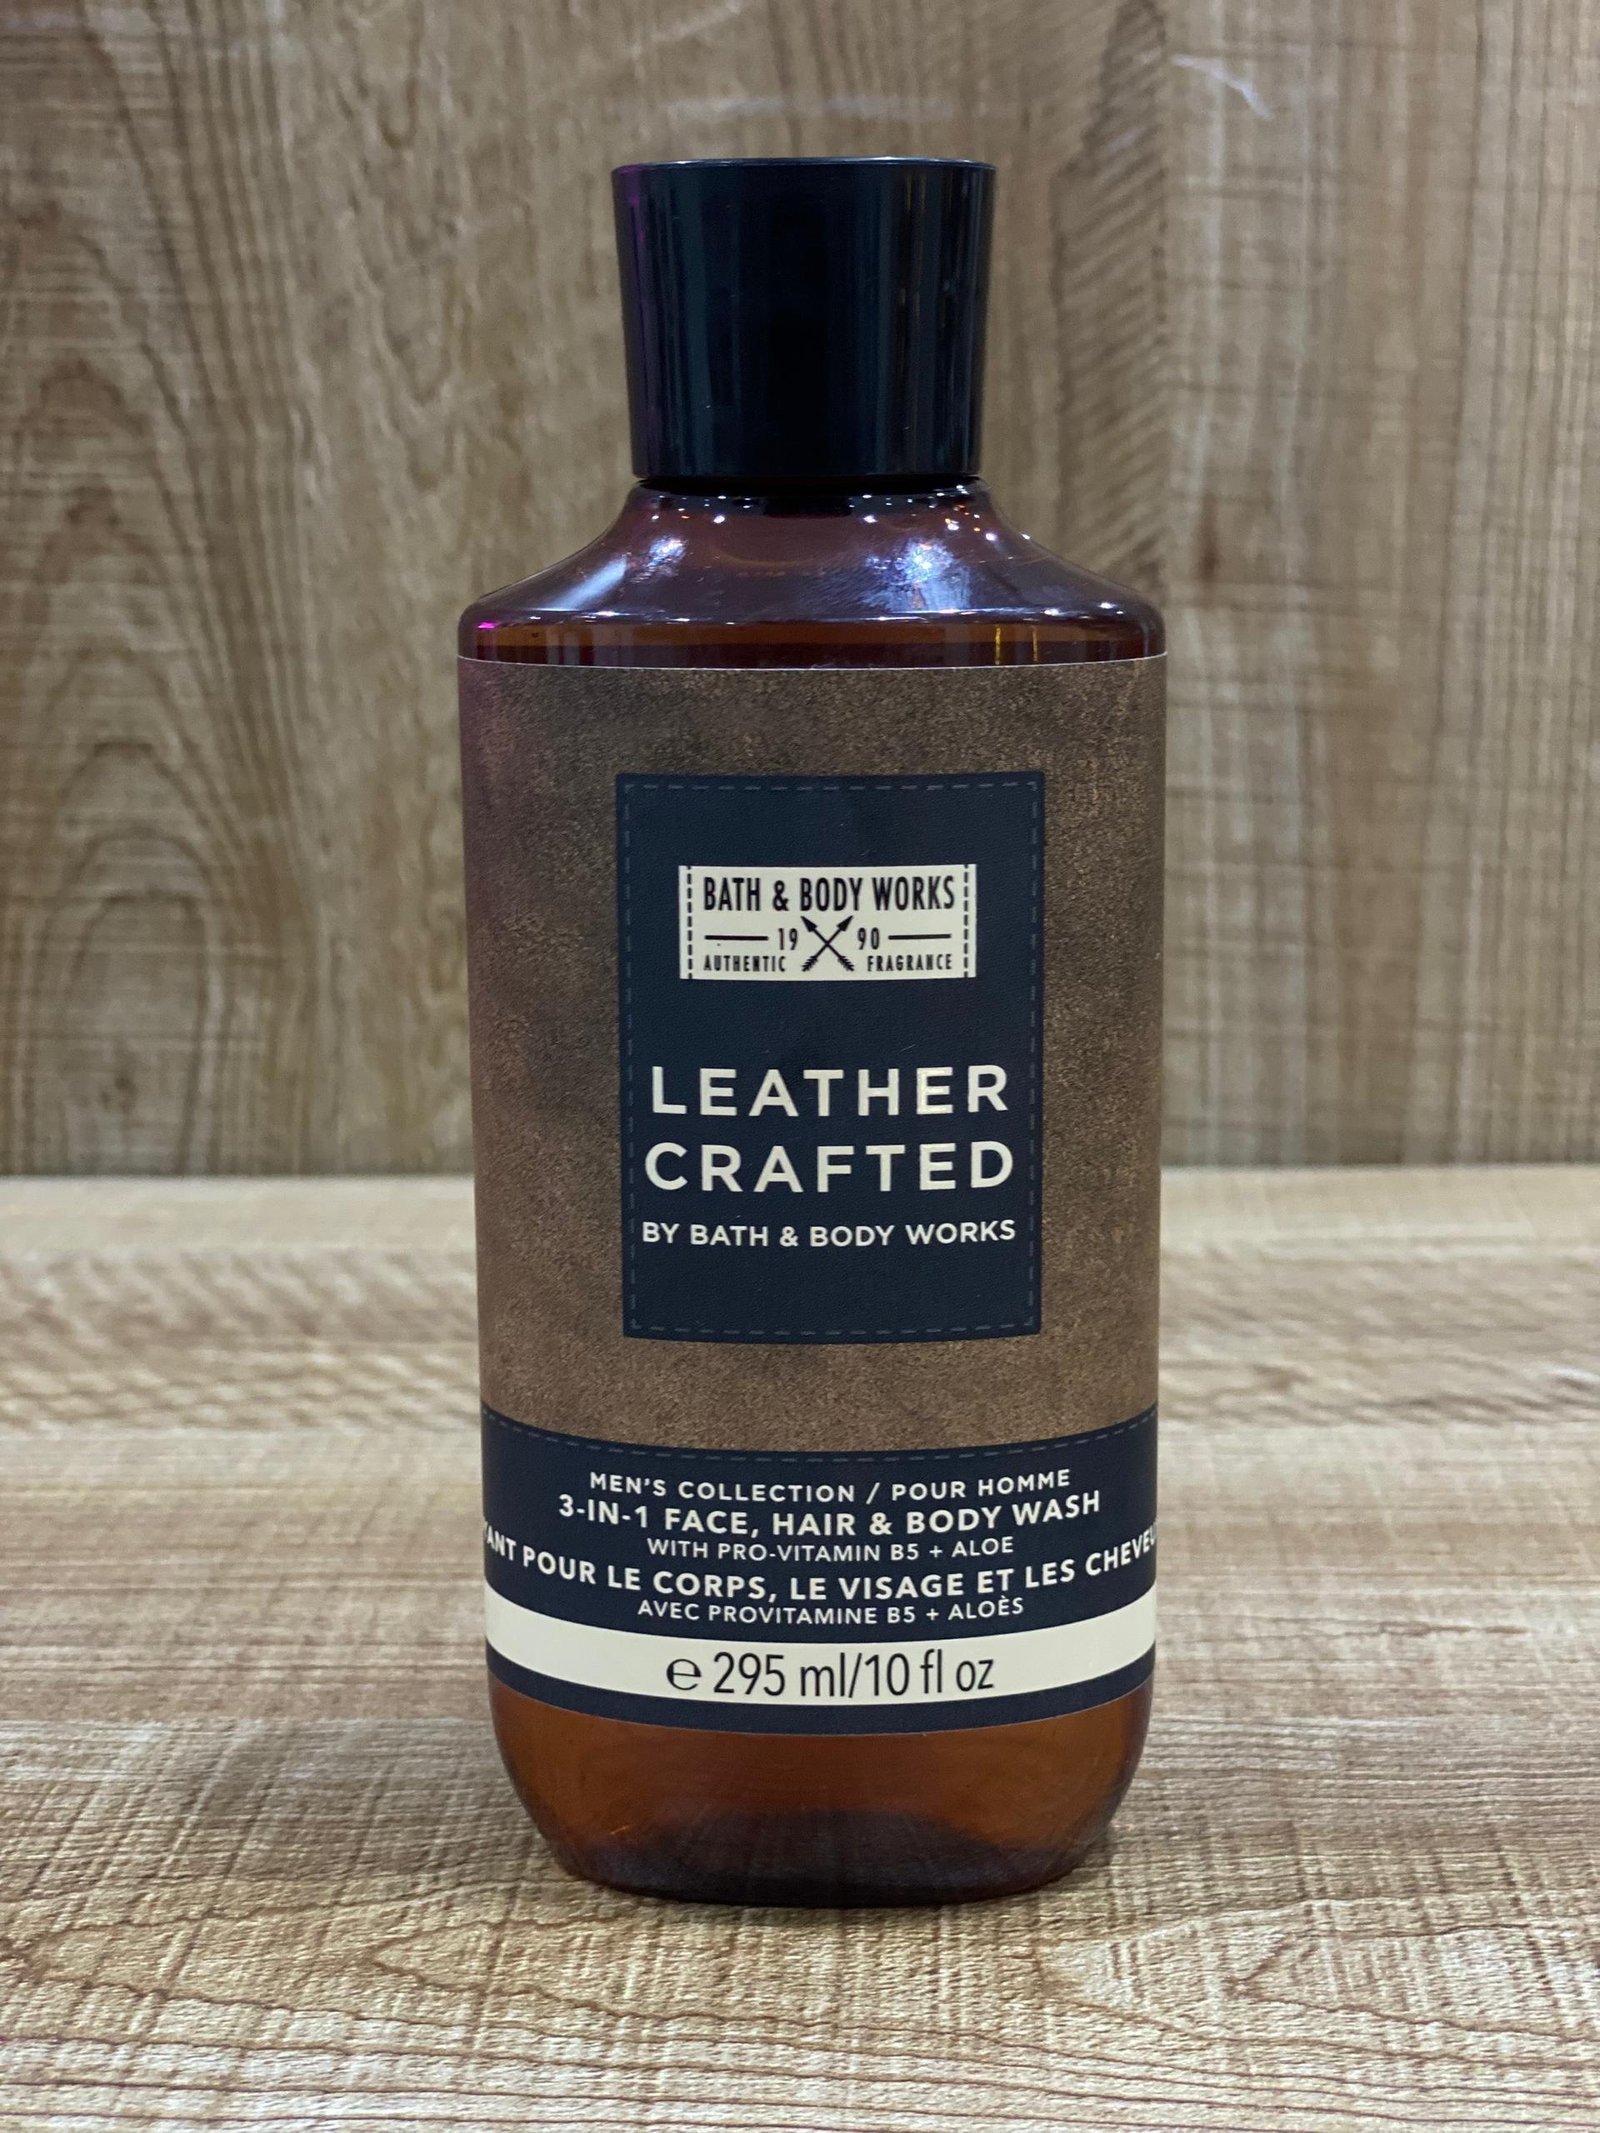 BATH & BODY WORKS
19 90
AUTHENTIC FRAGRANCE
LEATHER
CRAFTED
BY BATH & BODY WORKS
MEN'S COLLECTION / POUR HOMME
3-IN-1 FACE, HAIR & BODY WASH
WITH PRO-VITAMIN B5 + ALOE
POUR LE CORPS, LE VISAGE ET LES
AVEC PROVITAMINE B5 + ALOÈS
℮ 295 ml/10 fl oz